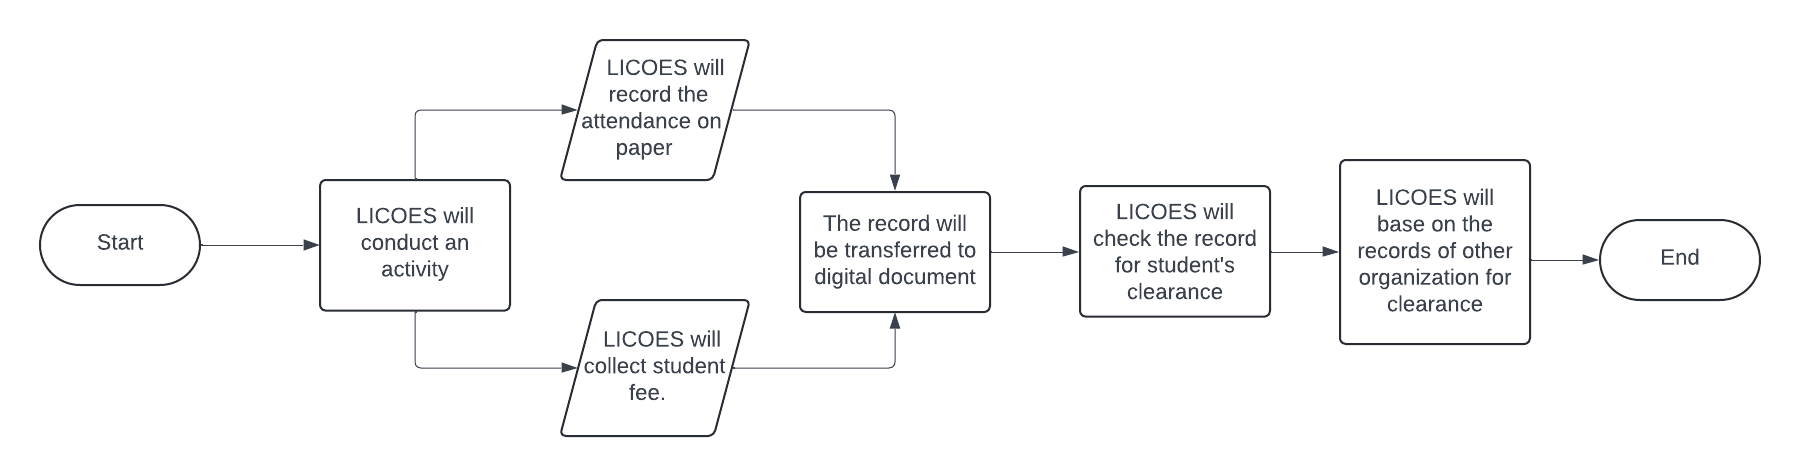 Start
LICOES will
conduct an
activity
LICOES will
record the
attendance on
paper
LICOES will
collect student
fee.
The record will
be transferred to
digital document
LICOES will
check the record
for student's
clearance
LICOES will
base on the
records of other
organization for
clearance
End